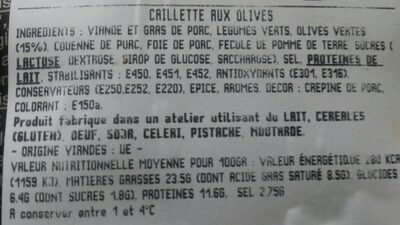 CAILLETTE AUX OLIVES
INGREDIENTS : VIANDE ET GRAS DE PORC, LEGUMES VERTS, OLIVES VERTES
(15%), COUENNE DE PORC, FOIE DE PORC, FECULE DE POMME DE TERRE SUCRES (
LACTOSE DEXTROSE, SIROP DE GLUCOSE, SACCHAROSE), SEL, PROTEINES DE
LAIT, STABILISANTS : E450, E451, E452, ANTIOXYDANTS (E301, E316),
CONSERVATEURS (E250,E252, E220), EPICE, AROMES DECOR : CREPINE DE PORC,
COLORANT : E150a.
Produit fabrique dans un atelier utilisant du LAIT, CEREALES
(GLUTEN), OEUF, SOJA, CELERI, PISTACHE, MOUTARDE.
- ORIGINE VIANDES : UE -
VALEUR NUTRITIONNELLE MOYENNE POUR 100GR : VALEUR ÉNERGÉTIQUE 280 KCA
(1159 KJ), MATIERES GRASSES 23.5G (DONT ACIDE GRAS SATURÉ 8.5G), GLUCIDES
6.4G (DONT SUCRES 1.8G), PROTEINES 11.6G, SEL 2.75G
A conserver entre 1 et 4°C